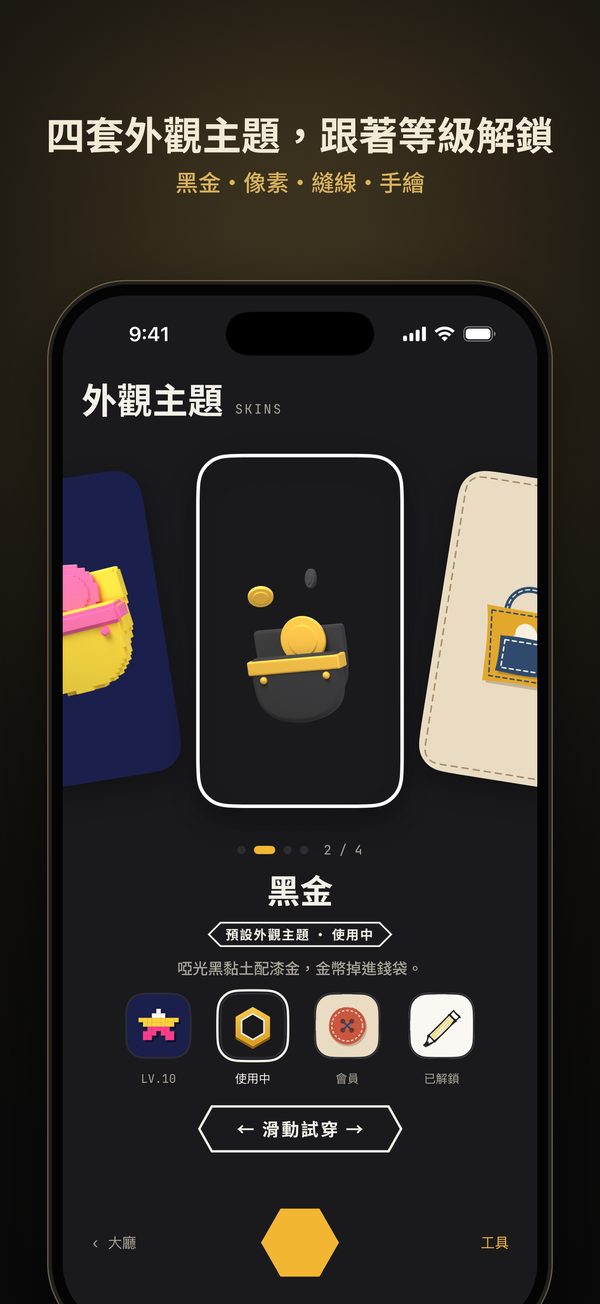 四套外觀主題，跟著等級解鎖
黑金・像素・縫線・手繪
9:41
外觀主題 SKINS
2 / 4
黑金
預設外觀主題 · 使用中
啞光黑黏土配漆金，金幣掉進錢袋。
LV.10 使用中 會員 已解鎖
← 滑動試穿 →
‹ 大廳 工具